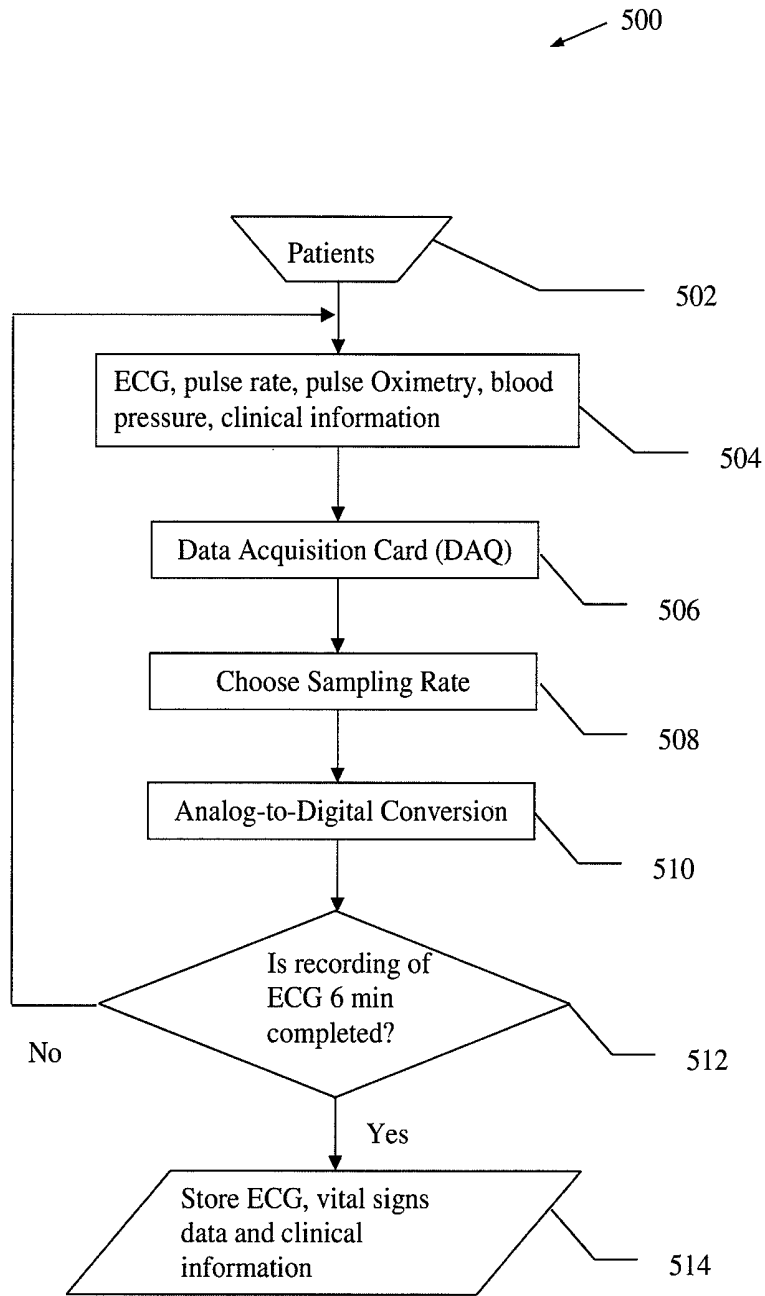 500
Patients
502
ECG, pulse rate, pulse Oximetry, blood
pressure, clinical information
504
Data Acquisition Card (DAQ)
506
Choose Sampling Rate
508
Analog-to-Digital Conversion
510
Is recording of
ECG 6 min
completed?
512
No
Yes
Store ECG, vital signs
data and clinical
information
514